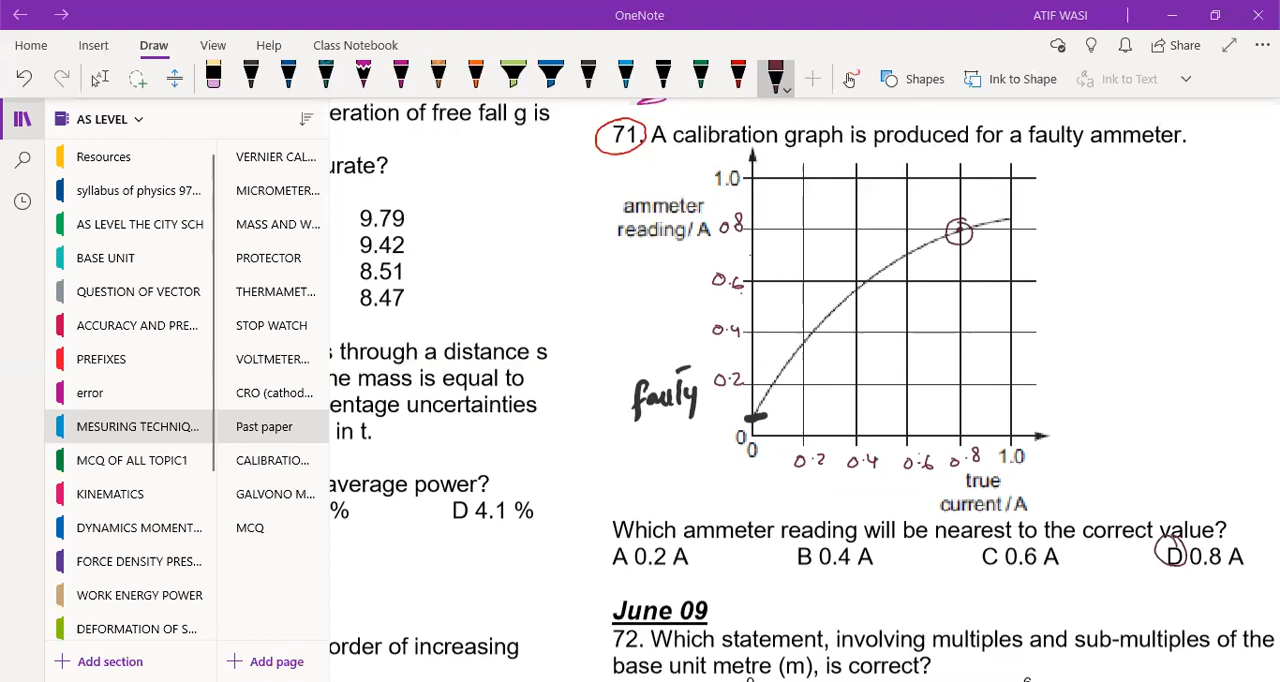 OneNote
ATIF WASI
Home Insert Draw View Help Class Notebook
Share
Shapes Ink to Shape Ink to Text
AS LEVEL
Resources
syllabus of physics 97...
AS LEVEL THE CITY SCH
BASE UNIT
QUESTION OF VECTOR
ACCURACY AND PRE...
PREFIXES
error
MESURING TECHNIQ...
MCQ OF ALL TOPIC1
KINEMATICS
DYNAMICS MOMENT...
FORCE DENSITY PRES...
WORK ENERGY POWER
DEFORMATION OF S...
Add section
VERNIER CAL...
MICROMETER...
MASS AND W...
PROTECTOR
THERMAMET...
STOP WATCH
VOLTMETER...
CRO (cathod...
Past paper
CALIBRATIO...
GALVONO M...
MCQ
Add page
eration of free fall g is
urate?
9.79
9.42
8.51
8.47
s through a distance s
ne mass is equal to
entage uncertainties
in t.
average power?
% D 4.1 %
order of increasing
71. A calibration graph is produced for a faulty ammeter.
1.0
ammeter
reading/ A 0.8
0.6
0.4
0.2
faulty
0
0 0.2 0.4 0.6 0.8 1.0
true
current / A
Which ammeter reading will be nearest to the correct value?
A 0.2 A B 0.4 A C 0.6 A D 0.8 A
June 09
72. Which statement, involving multiples and sub-multiples of the
base unit metre (m), is correct?